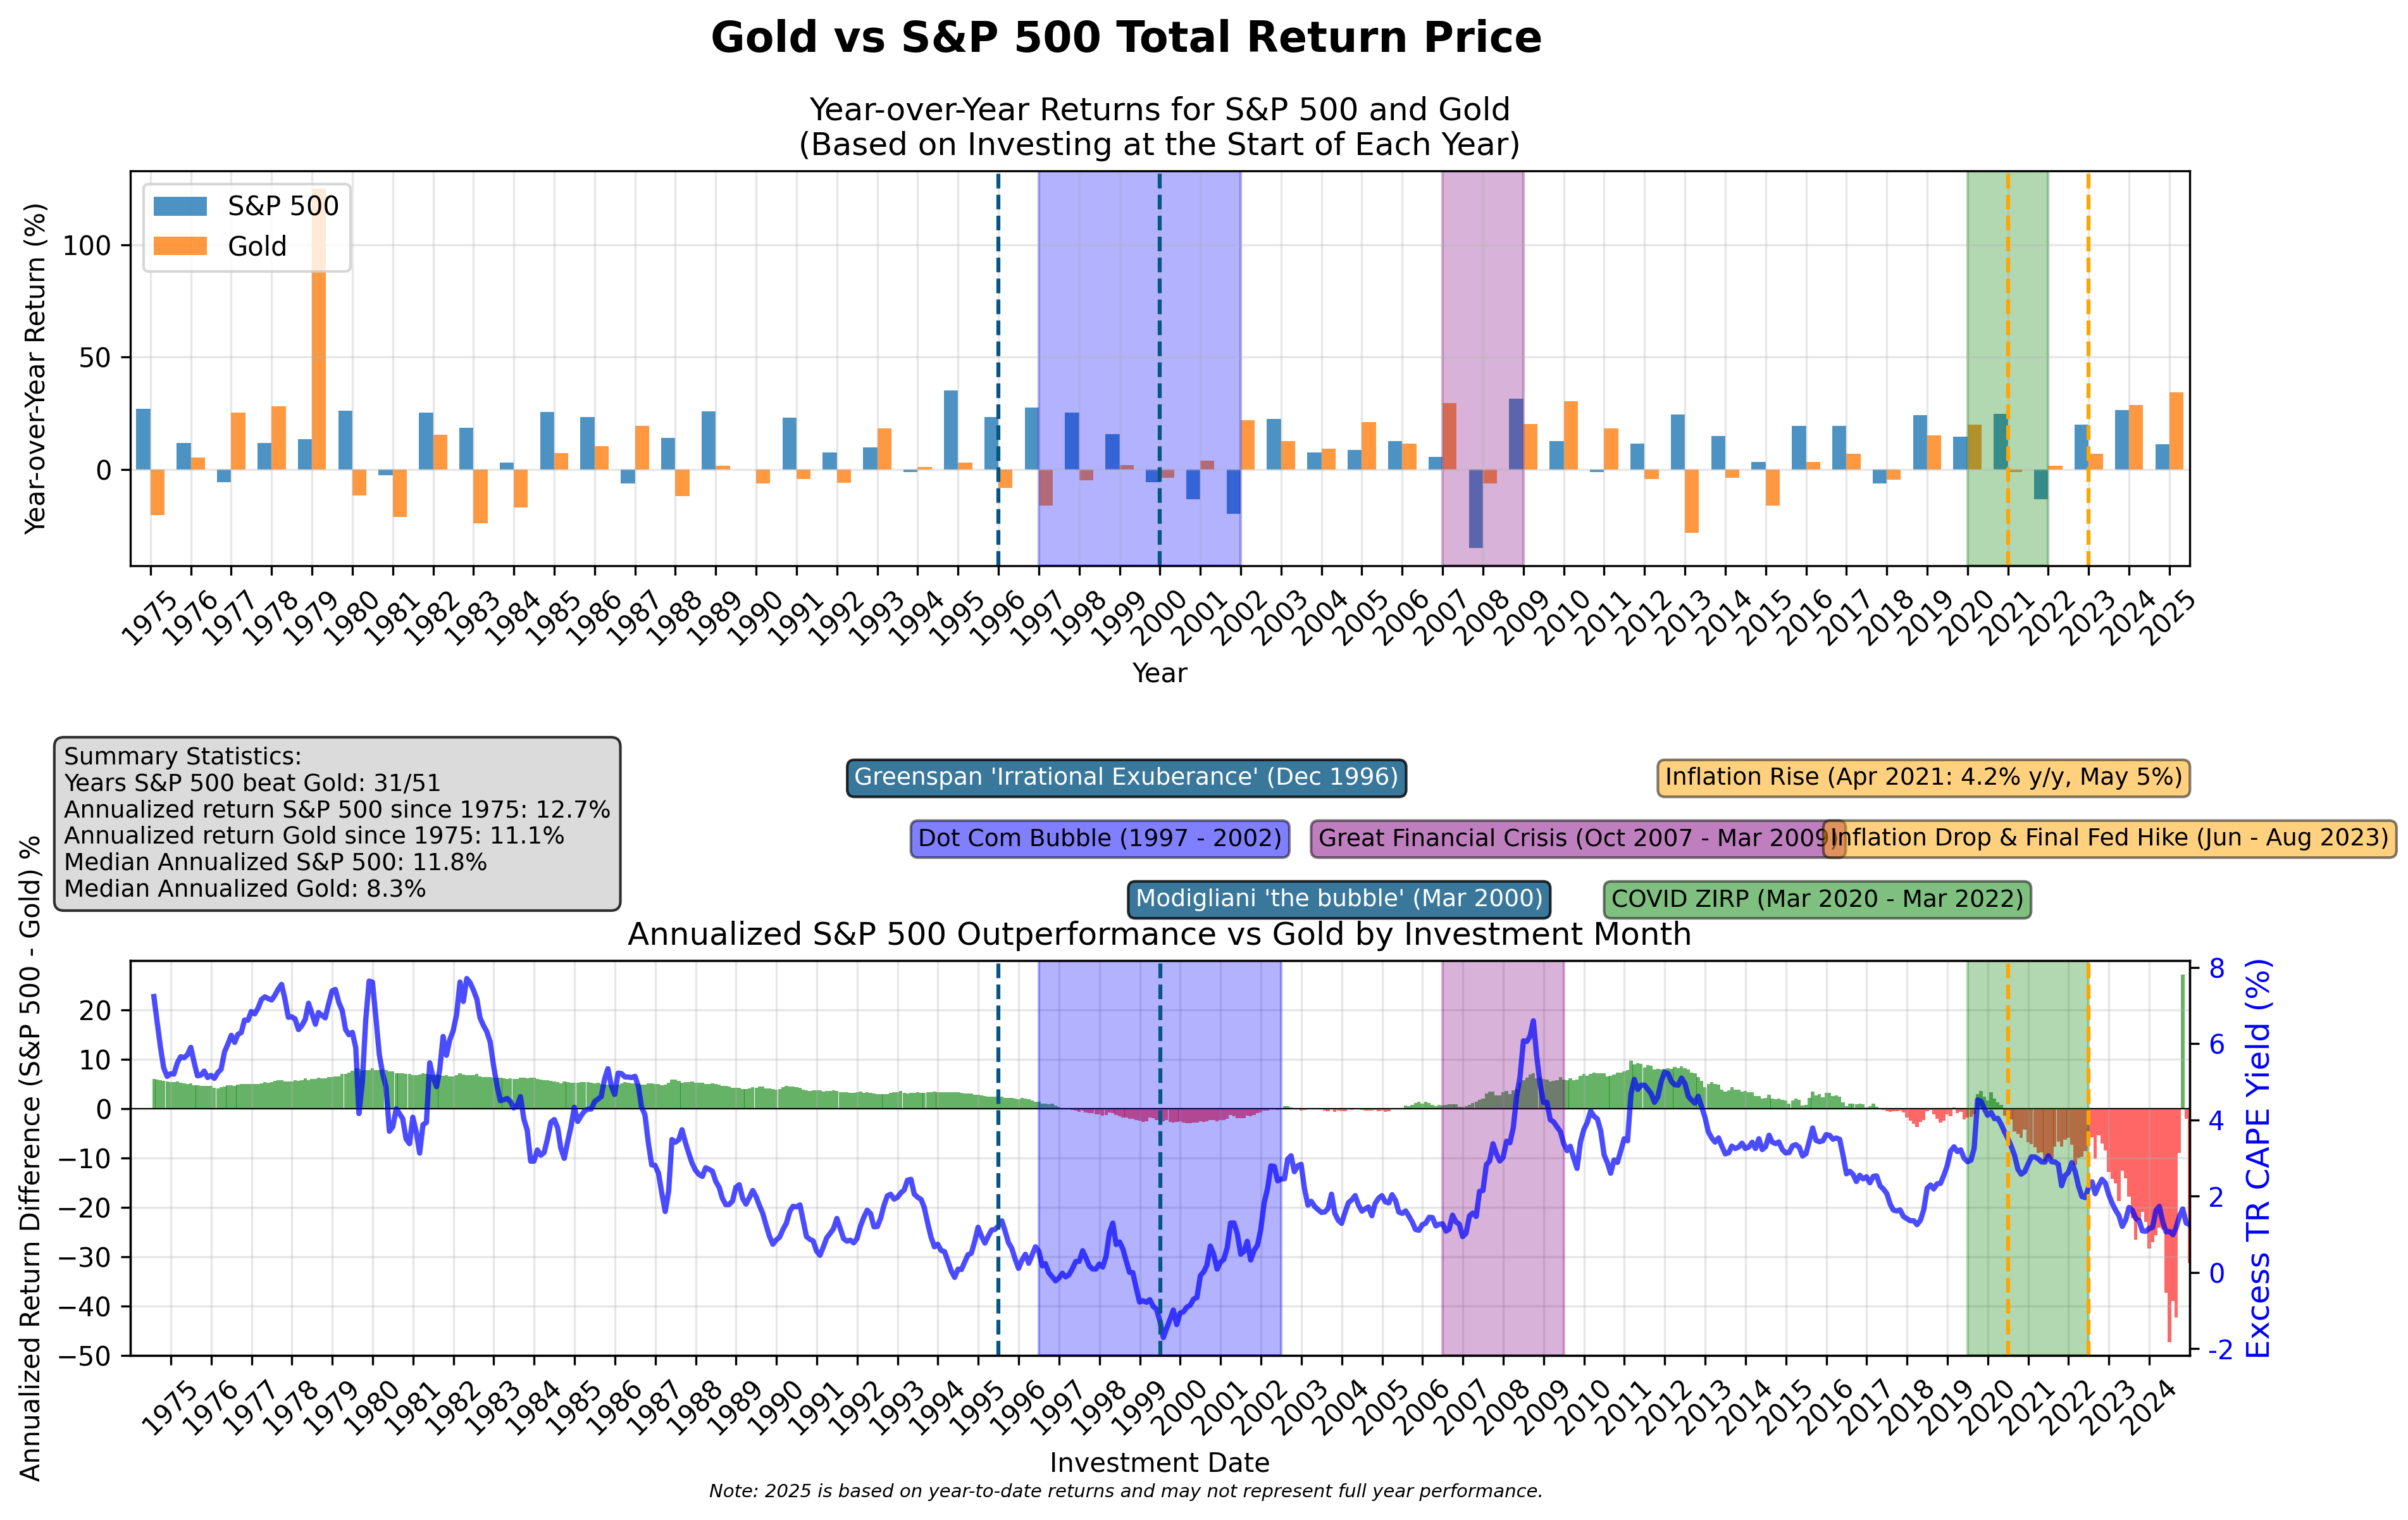 Gold vs S&P 500 Total Return Price
Year-over-Year Returns for S&P 500 and Gold
(Based on Investing at the Start of Each Year)
Year-over-Year Return (%)
100
50
0
S&P 500
Gold
1975 1976 1977 1978 1979 1980 1981 1982 1983 1984 1985 1986 1987 1988 1989 1990 1991 1992 1993 1994 1995 1996 1997 1998 1999 2000 2001 2002 2003 2004 2005 2006 2007 2008 2009 2010 2011 2012 2013 2014 2015 2016 2017 2018 2019 2020 2021 2022 2023 2024 2025
Year
Summary Statistics:
Years S&P 500 beat Gold: 31/51
Annualized return S&P 500 since 1975: 12.7%
Annualized return Gold since 1975: 11.1%
Median Annualized S&P 500: 11.8%
Median Annualized Gold: 8.3%
Greenspan 'Irrational Exuberance' (Dec 1996)
Inflation Rise (Apr 2021: 4.2% y/y, May 5%)
Dot Com Bubble (1997 - 2002)
Great Financial Crisis (Oct 2007 - Mar 2009)
Inflation Drop & Final Fed Hike (Jun - Aug 2023)
Modigliani 'the bubble' (Mar 2000)
COVID ZIRP (Mar 2020 - Mar 2022)
Annualized S&P 500 Outperformance vs Gold by Investment Month
Annualized Return Difference (S&P 500 - Gold) %
20
10
0
−10
−20
−30
−40
−50
8
6
4
2
0
-2
Excess TR CAPE Yield (%)
1975 1976 1977 1978 1979 1980 1981 1982 1983 1984 1985 1986 1987 1988 1989 1990 1991 1992 1993 1994 1995 1996 1997 1998 1999 2000 2001 2002 2003 2004 2005 2006 2007 2008 2009 2010 2011 2012 2013 2014 2015 2016 2017 2018 2019 2020 2021 2022 2023 2024
Investment Date
Note: 2025 is based on year-to-date returns and may not represent full year performance.